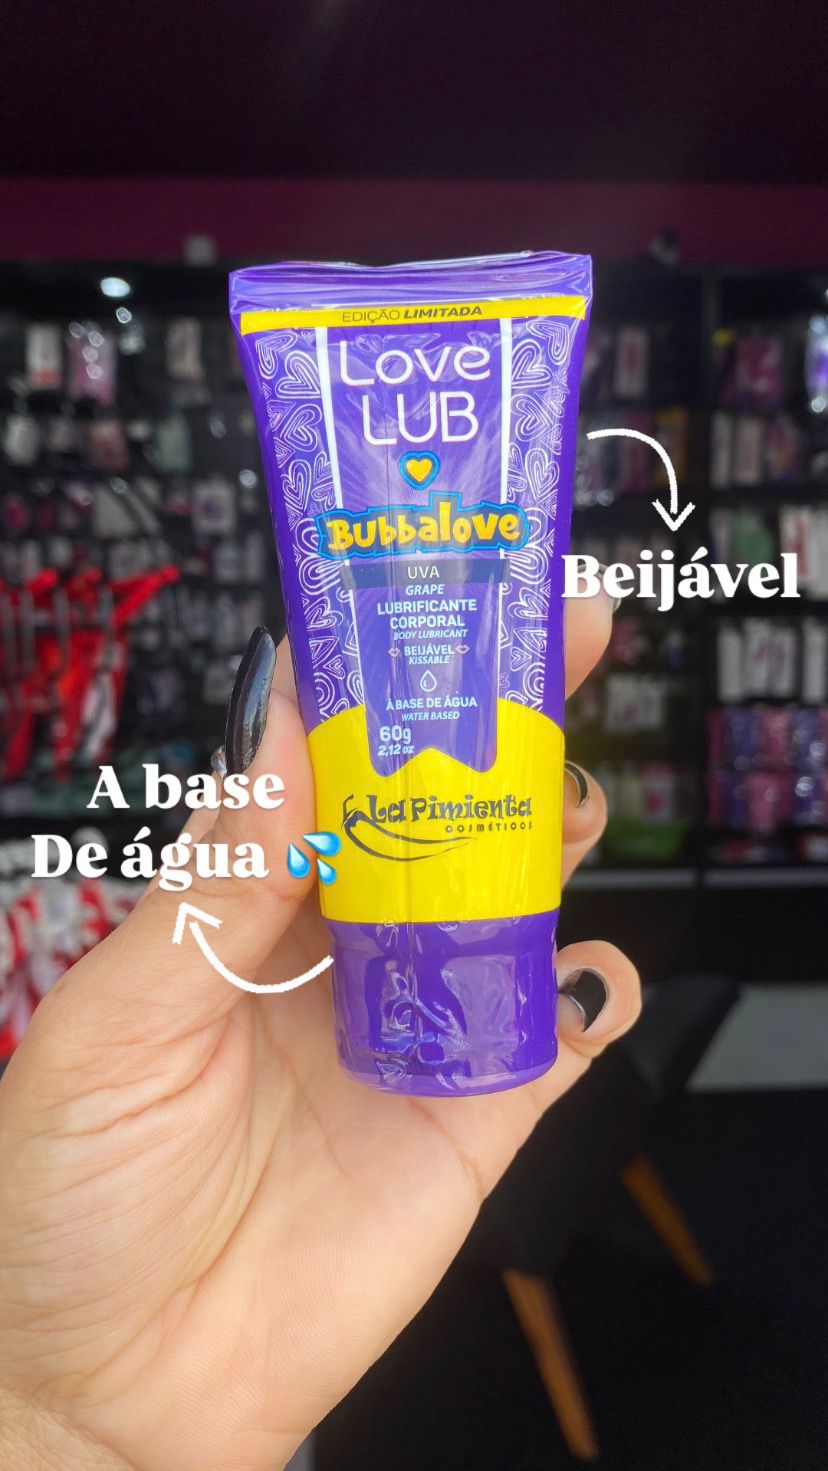 EDIÇÃO LIMITADA
Love
LUB
Bubbalove
UVA
GRAPE
LUBRIFICANTE
CORPORAL
BODY LUBRICANT
BEIJÁVEL
KISSABLE
À BASE DE ÁGUA
WATER BASED
60g
2,12 oz
La Pimienta
COSMÉTICOS
Beijável
A base
De água 💦